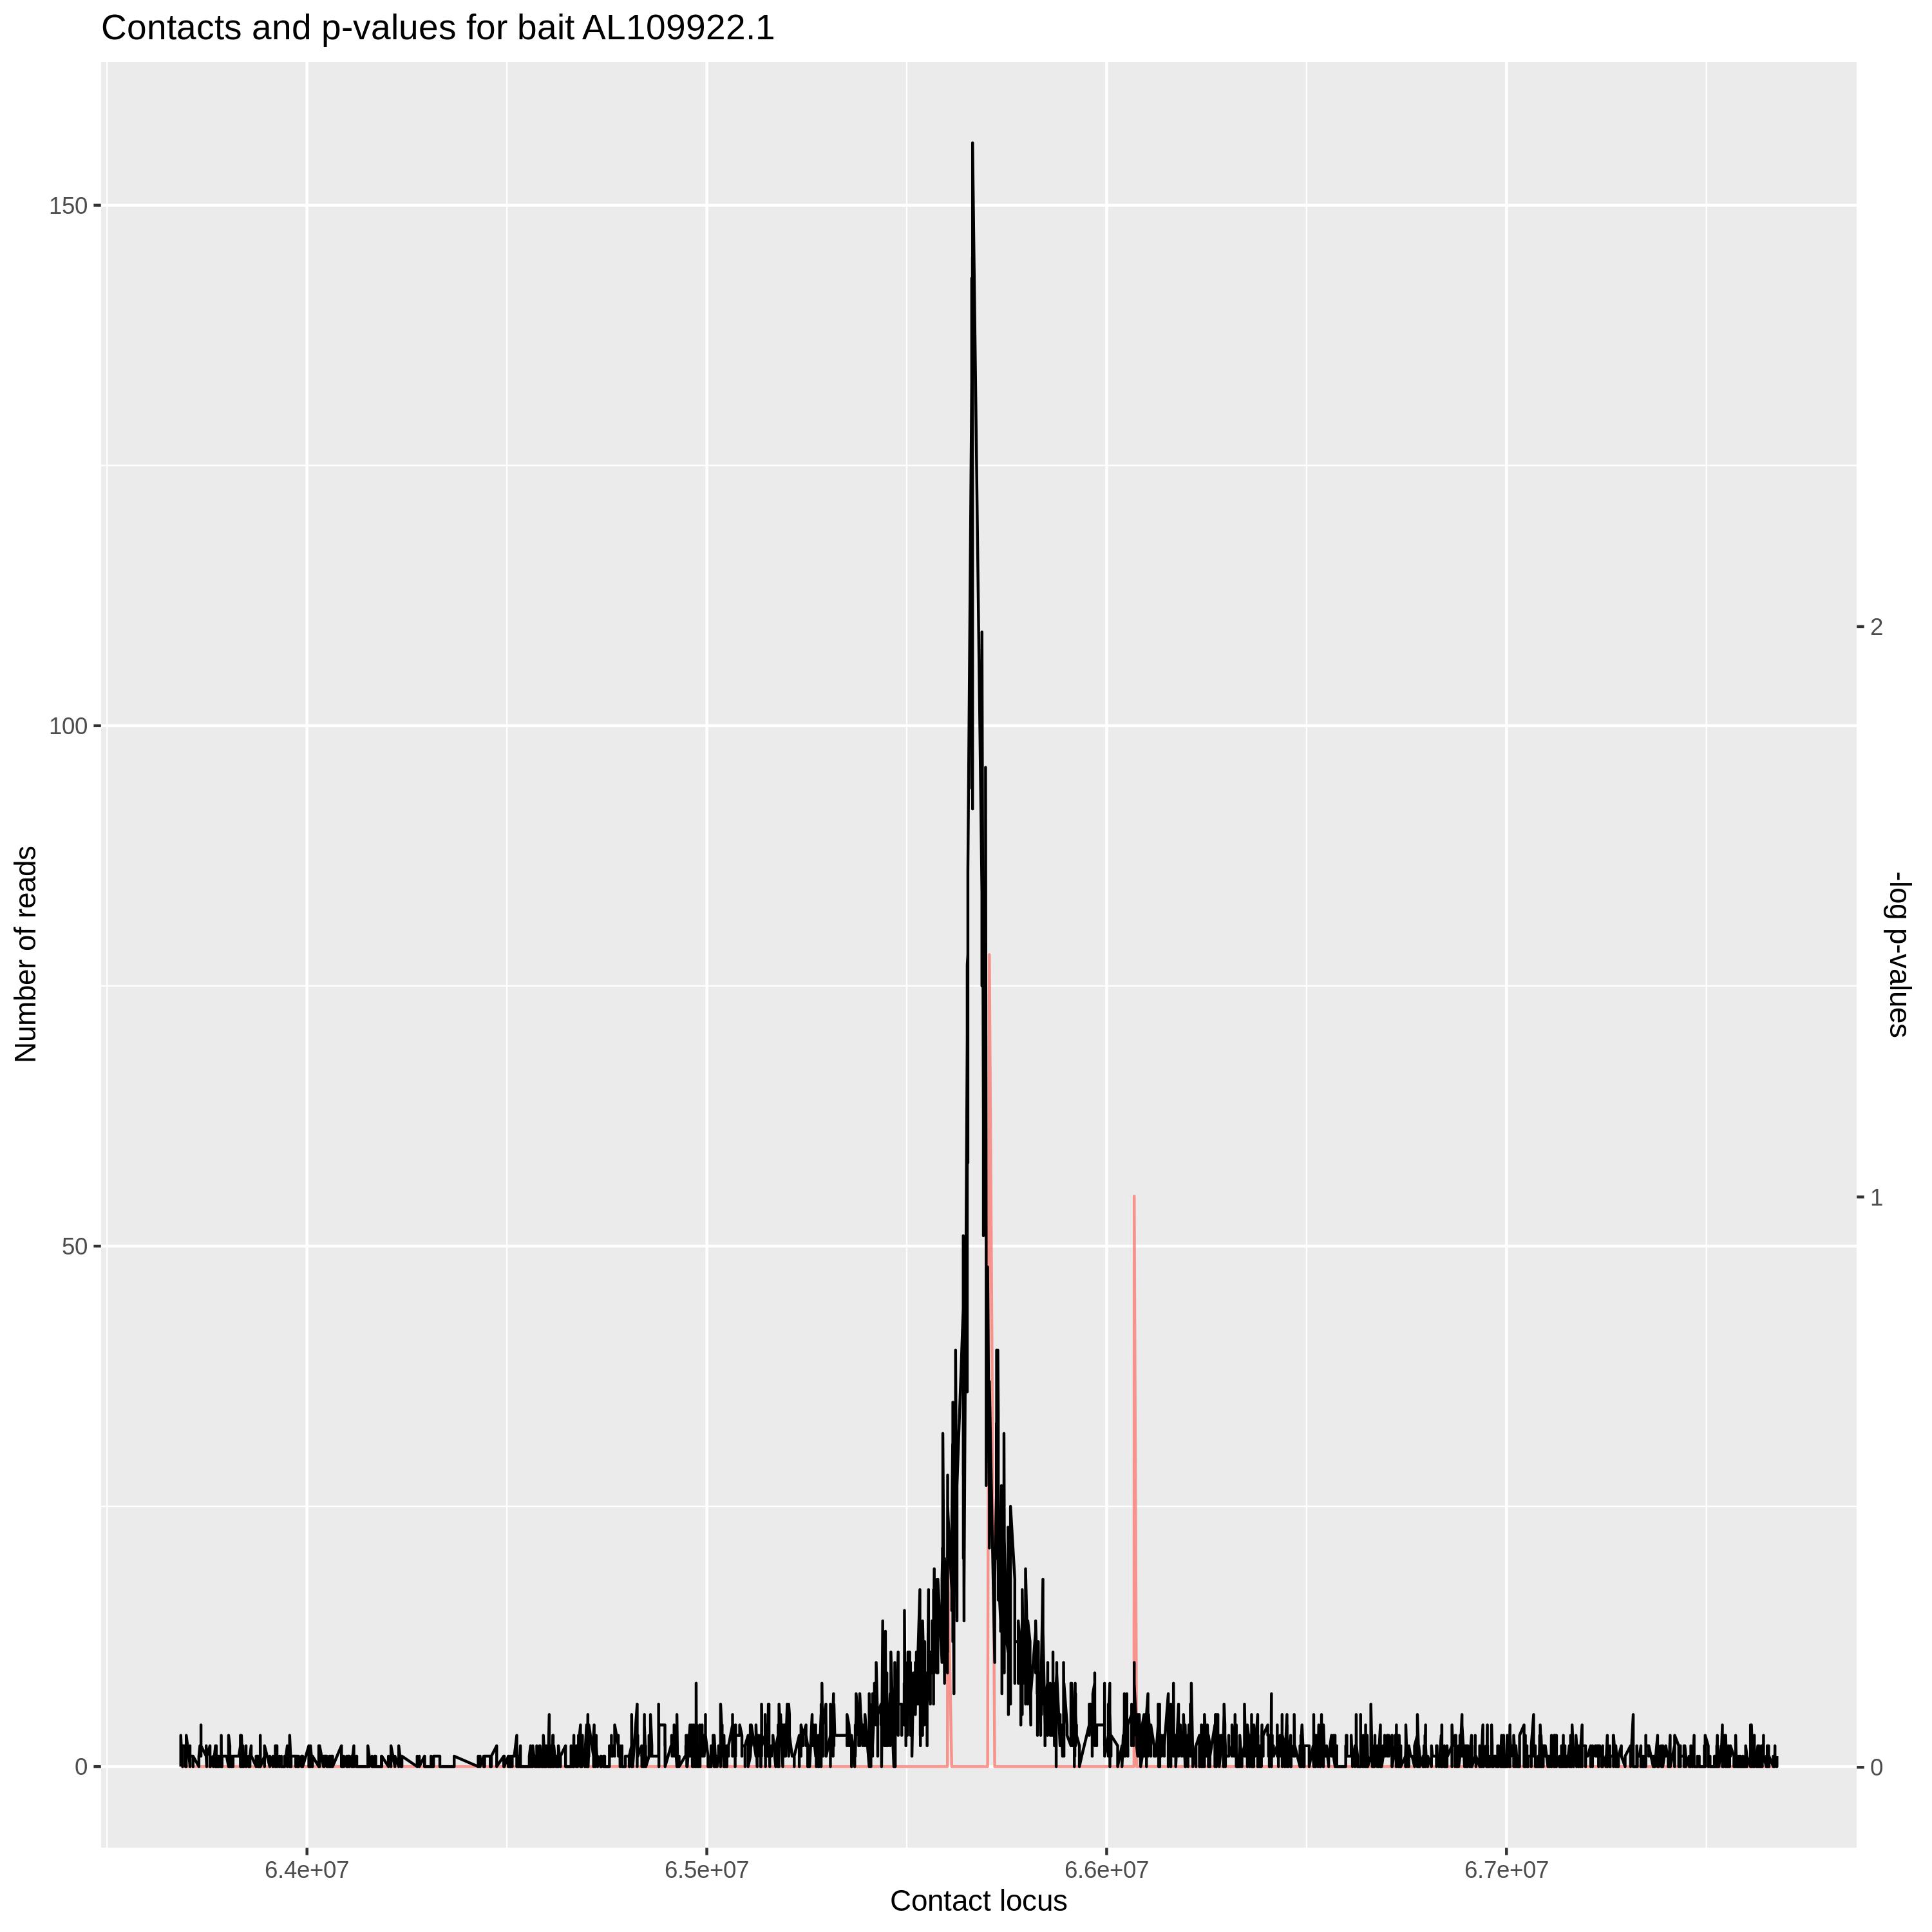 Contacts and p-values for bait AL109922.1
150
100
50
0
Number of reads
2
1
0
-log p-values
6.4e+07 6.5e+07 6.6e+07 6.7e+07
Contact locus